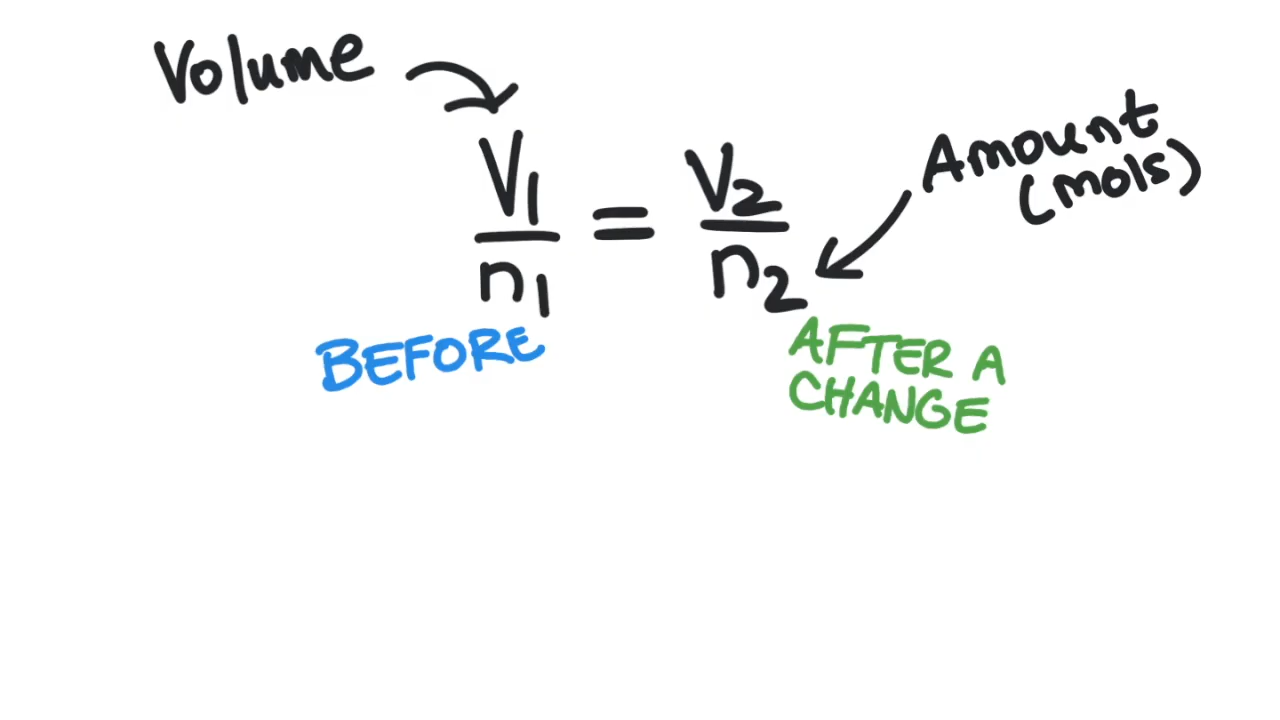 Volume
V1/n1 = V2/n2
Amount
(mols)
BEFORE
AFTER A
CHANGE